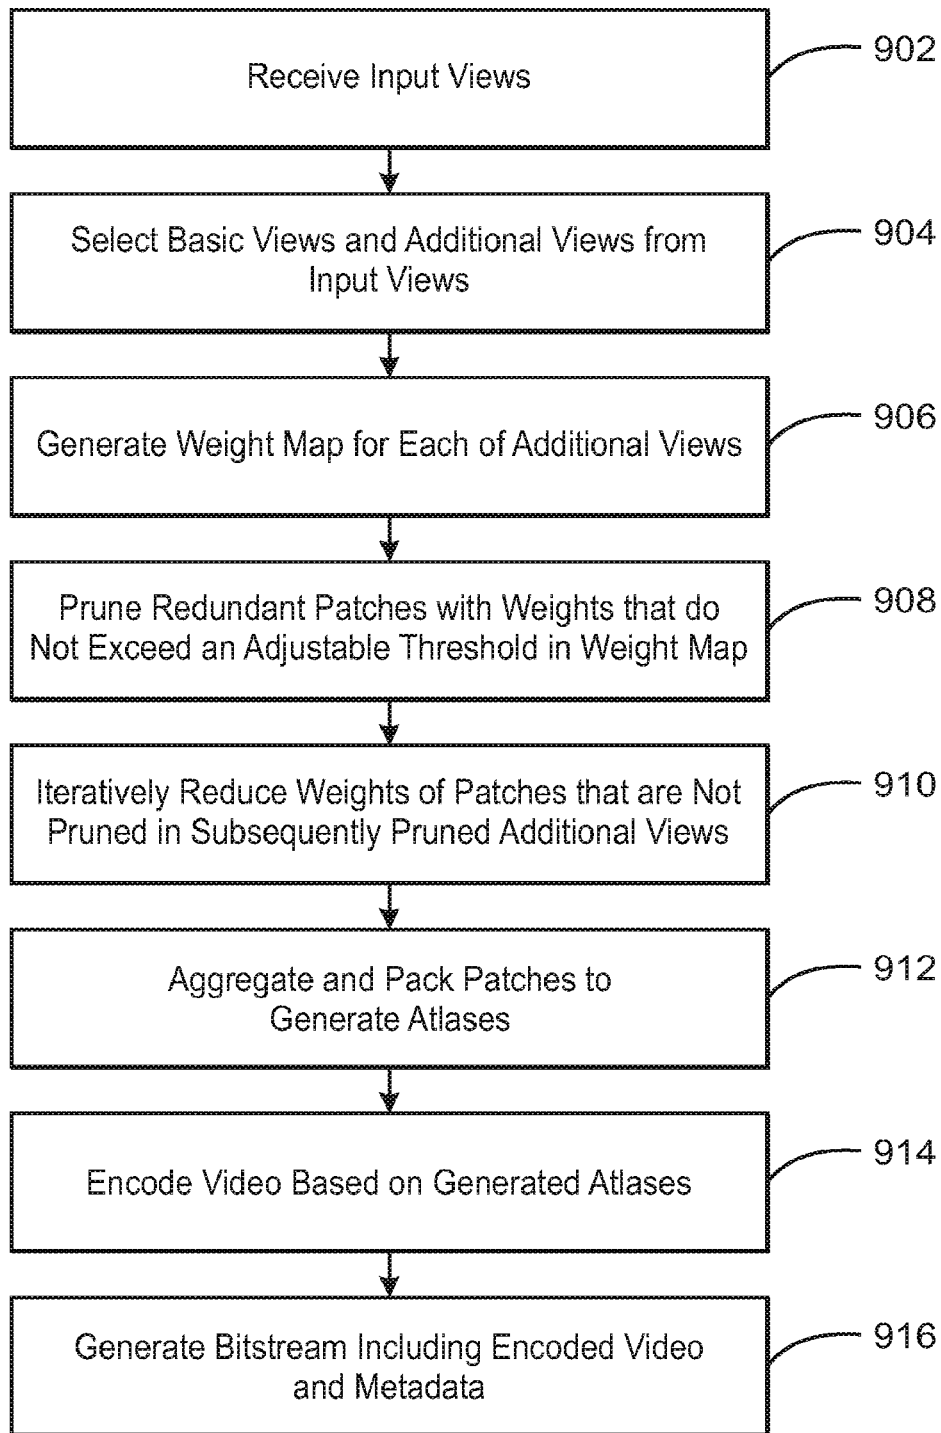 Receive Input Views
902
Select Basic Views and Additional Views from
Input Views
904
Generate Weight Map for Each of Additional Views
906
Prune Redundant Patches with Weights that do
Not Exceed an Adjustable Threshold in Weight Map
908
Iteratively Reduce Weights of Patches that are Not
Pruned in Subsequently Pruned Additional Views
910
Aggregate and Pack Patches to
Generate Atlases
912
Encode Video Based on Generated Atlases
914
Generate Bitstream Including Encoded Video
and Metadata
916